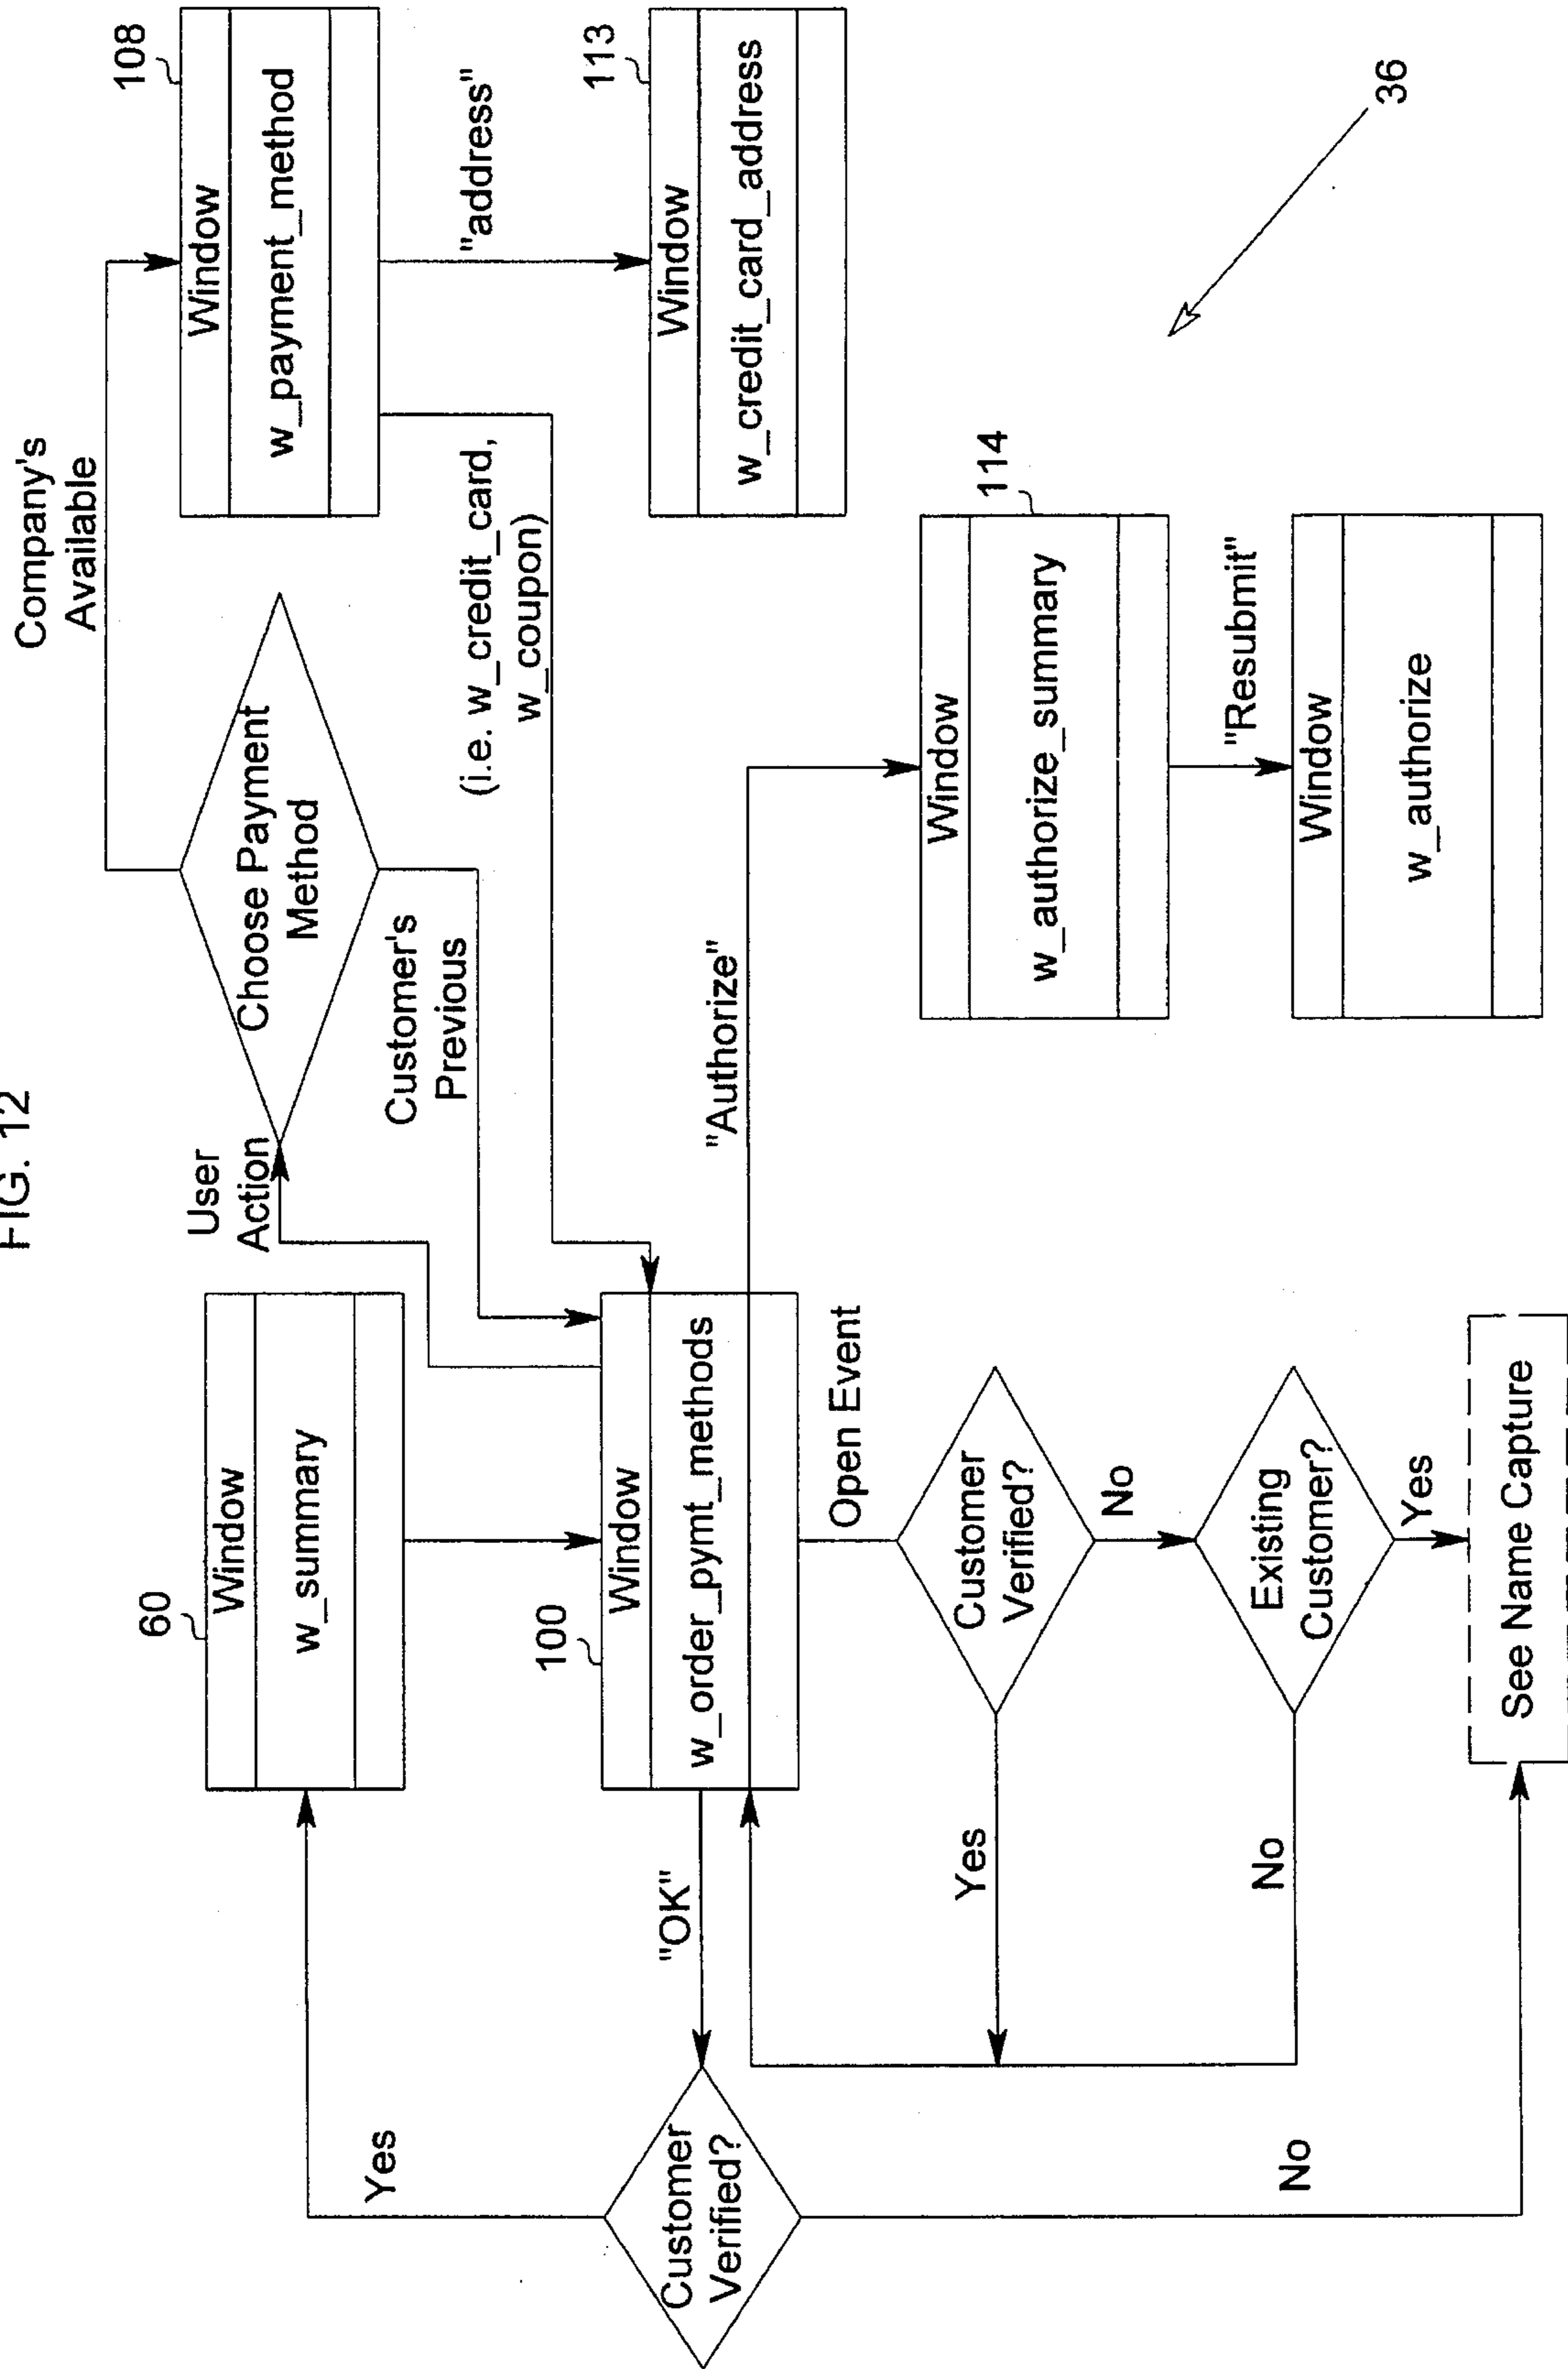 FIG. 12
Company's
Available
108
Window
w_payment_method
User
Action
Choose Payment
Method
60
Window
w_summary
Customer's
Previous
(i.e. w_credit_card,
w_coupon)
"address"
113
Window
w_credit_card_address
100
Window
w_order_pymt_methods
"OK"
Customer
Verified?
Yes
No
"Authorize"
114
Window
w_authorize_summary
"Resubmit"
Window
w_authorize
Open Event
Customer
Verified?
Yes
No
Existing
Customer?
No
Yes
See Name Capture
36